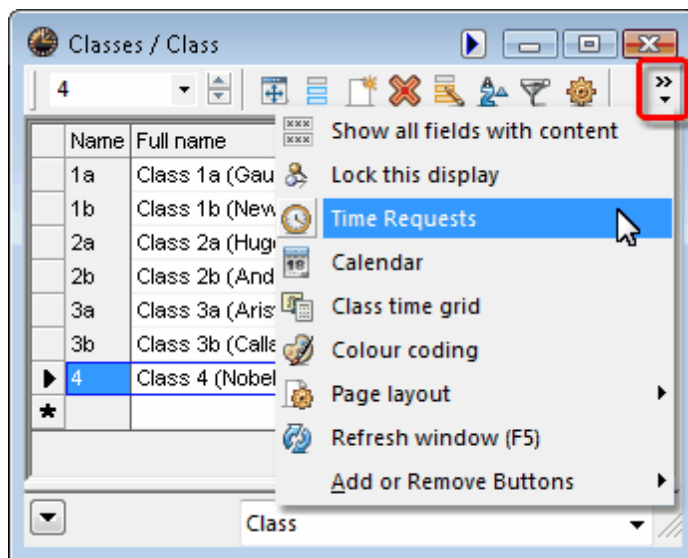 Classes / Class
4
Name Full name
1a Class 1a (Gau
1b Class 1b (New
2a Class 2a (Hug
2b Class 2b (And
3a Class 3a (Aris
3b Class 3b (Calla
4 Class 4 (Nobel
Show all fields with content
Lock this display
Time Requests
Calendar
Class time grid
Colour coding
Page layout
Refresh window (F5)
Add or Remove Buttons
Class